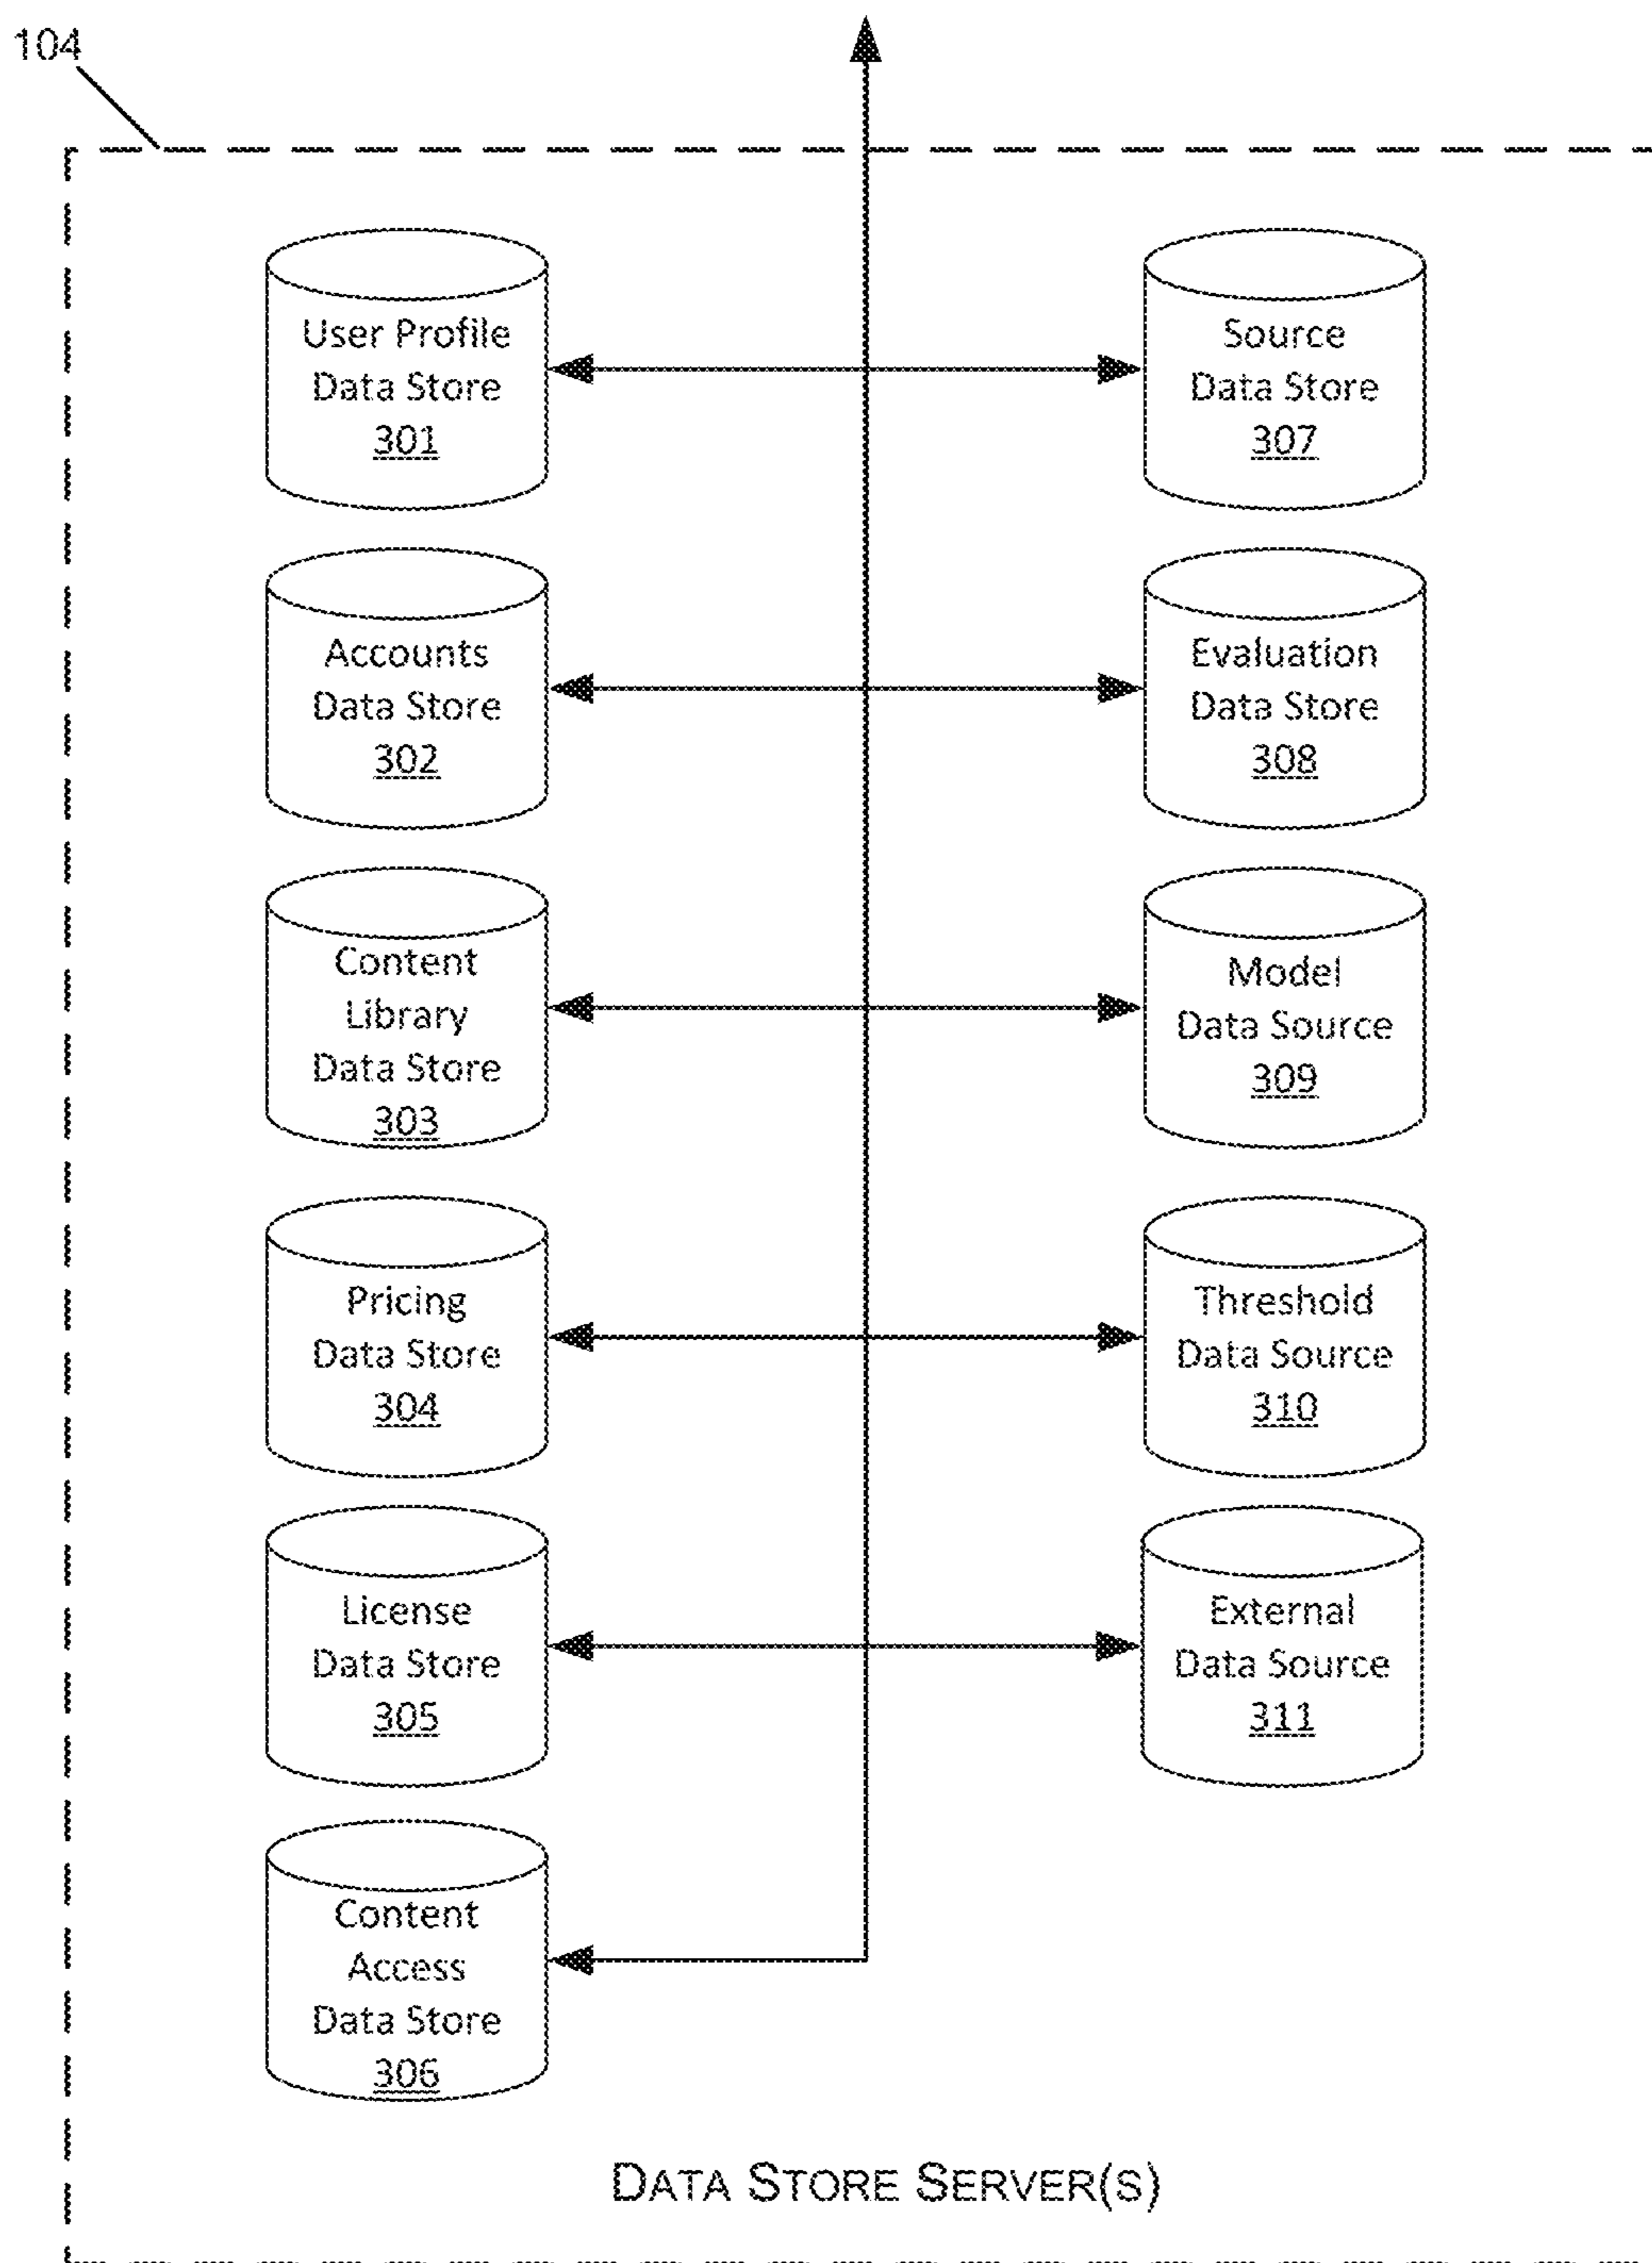 104
User Profile
Data Store
301
Source
Data Store
307
Accounts
Data Store
302
Evaluation
Data Store
308
Content
Library
Data Store
303
Model
Data Source
309
Pricing
Data Store
304
Threshold
Data Source
310
License
Data Store
305
External
Data Source
311
Content
Access
Data Store
306
DATA STORE SERVER(S)